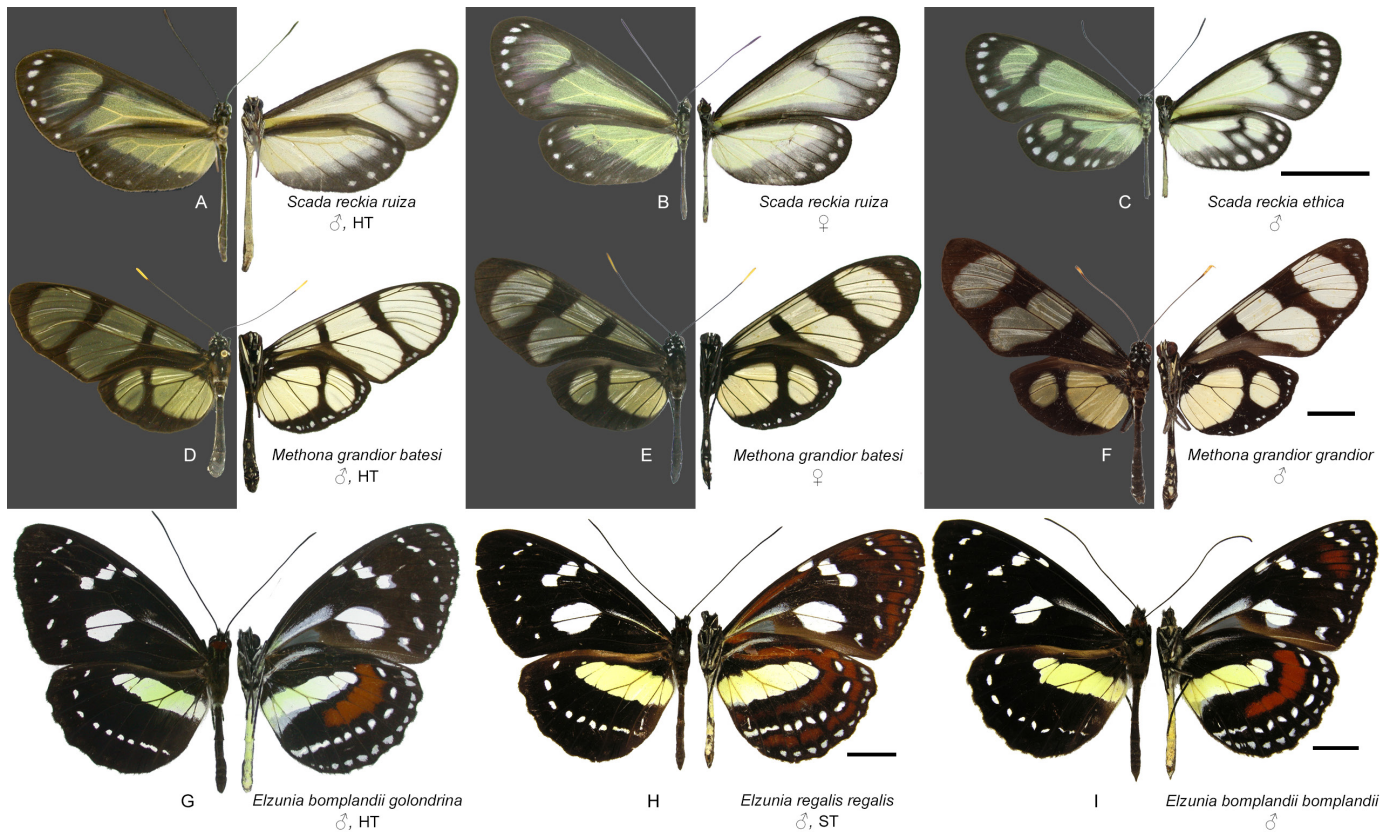 A
Scada reckia ruiza
♂, HT
B
Scada reckia ruiza
♀
C
Scada reckia ethica
♂
D
Methona grandior batesi
♂, HT
E
Methona grandior batesi
♀
F
Methona grandior grandior
♂
G
Elzunia bomplandii golondrina
♂, HT
H
Elzunia regalis regalis
♂, ST
I
Elzunia bomplandii bomplandii
♂